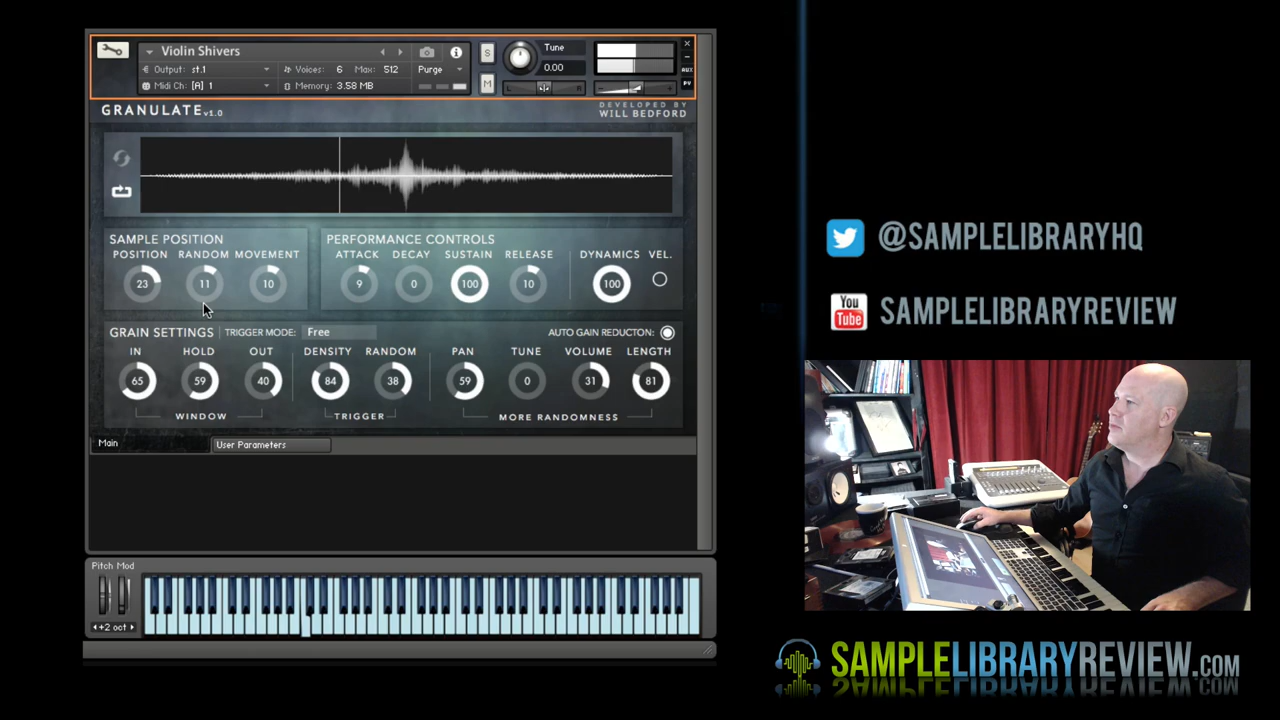 Violin Shivers
Output: st.1
Voices: 6 Max: 512
Purge
Midi Ch: [A] 1
Memory: 3.58 MB
S
M
Tune
0.00
L R
AUX
PV
GRANULATE v1.0
DEVELOPED BY
WILL BEDFORD
SAMPLE POSITION
POSITION RANDOM MOVEMENT
23 11 10
PERFORMANCE CONTROLS
ATTACK DECAY SUSTAIN RELEASE DYNAMICS VEL.
9 0 100 10 100
GRAIN SETTINGS TRIGGER MODE: Free
AUTO GAIN REDUCTON:
IN HOLD OUT DENSITY RANDOM PAN TUNE VOLUME LENGTH
65 59 40 84 38 59 0 31 81
WINDOW TRIGGER MORE RANDOMNESS
Main User Parameters
Pitch Mod
+2 oct
@SAMPLELIBRARYHQ
You
Tube
SAMPLELIBRARYREVIEW
SAMPLELIBRARYREVIEW.COM